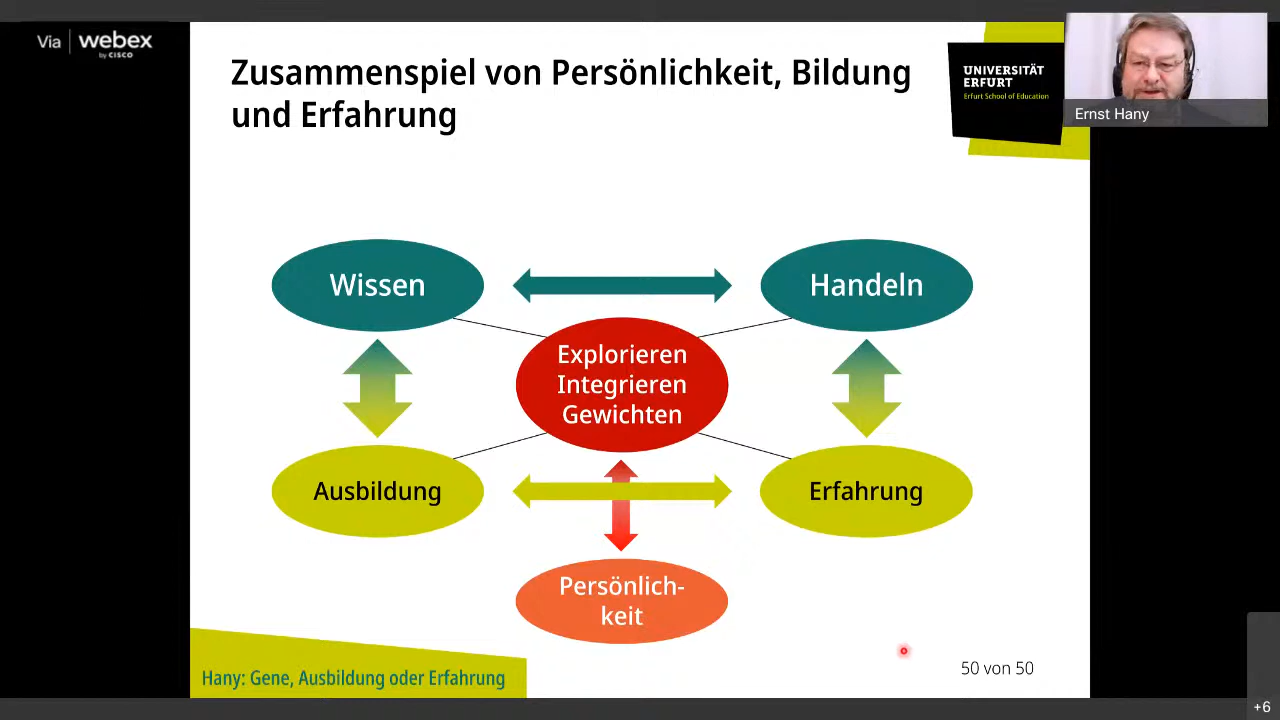 Via webex
by CISCO
Zusammenspiel von Persönlichkeit, Bildung
und Erfahrung
UNIVERSITÄT
ERFURT
Erfurt School of Education
Ernst Hany
Wissen
Handeln
Explorieren
Integrieren
Gewichten
Ausbildung
Erfahrung
Persönlich-
keit
Hany: Gene, Ausbildung oder Erfahrung
50 von 50
+6